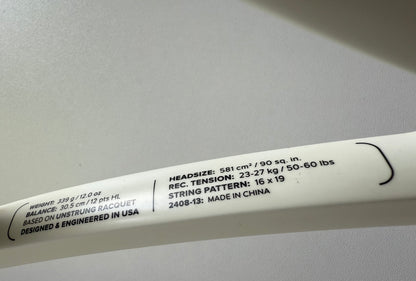 WEIGHT: 339 g / 12.0 oz
BALANCE: 30.5 cm / 12 pts HL
BASED ON UNSTRUNG RACQUET
DESIGNED & ENGINEERED IN USA
HEADSIZE: 581 cm² / 90 sq. in.
REC. TENSION: 23-27 kg / 50-60 lbs
STRING PATTERN: 16 x 19
2408-13: MADE IN CHINA